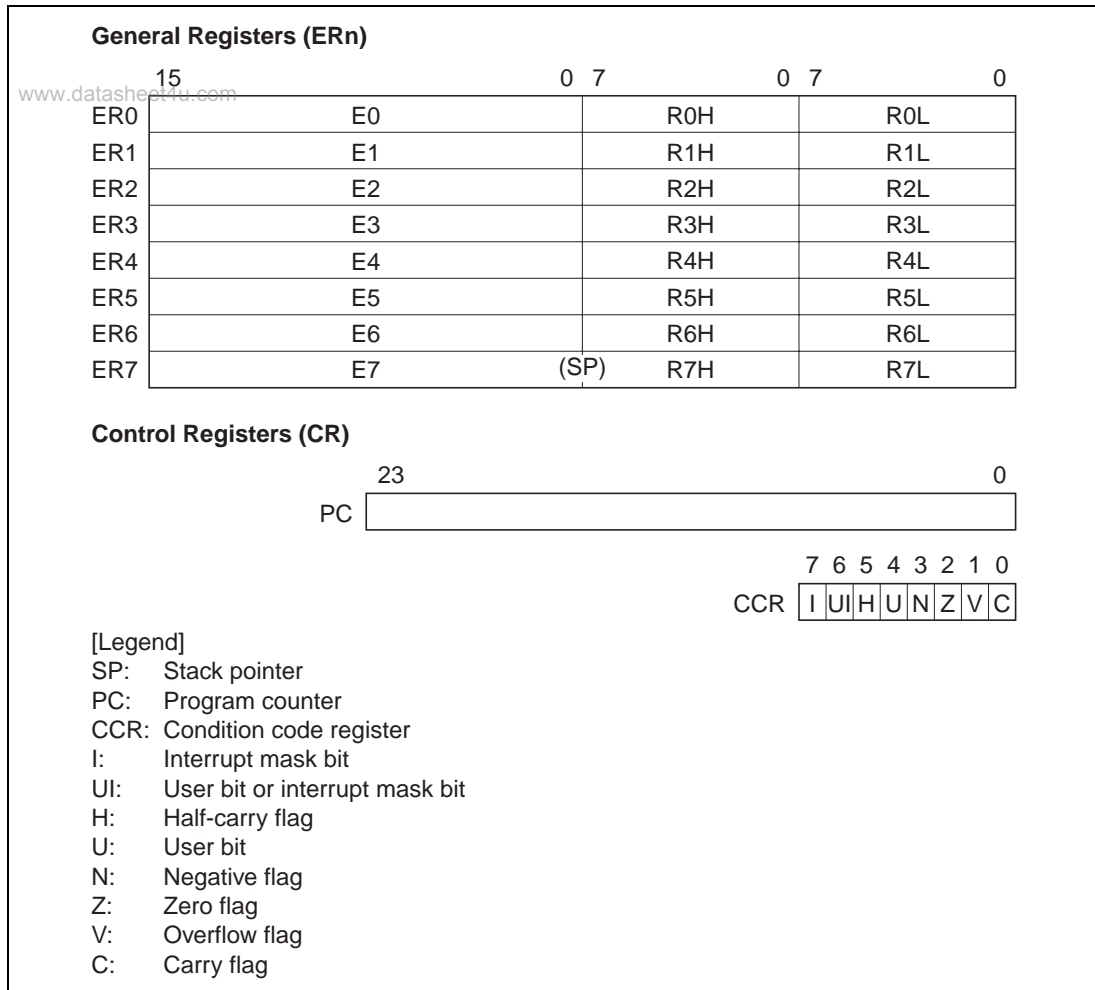 General Registers (ERn)
15 0 7 0 7 0
www.datasheet4u.com
ER0 E0 R0H R0L
ER1 E1 R1H R1L
ER2 E2 R2H R2L
ER3 E3 R3H R3L
ER4 E4 R4H R4L
ER5 E5 R5H R5L
ER6 E6 R6H R6L
ER7 E7 (SP) R7H R7L
Control Registers (CR)
23 0
PC
7 6 5 4 3 2 1 0
CCR I UI H U N Z V C
[Legend]
SP: Stack pointer
PC: Program counter
CCR: Condition code register
I: Interrupt mask bit
UI: User bit or interrupt mask bit
H: Half-carry flag
U: User bit
N: Negative flag
Z: Zero flag
V: Overflow flag
C: Carry flag